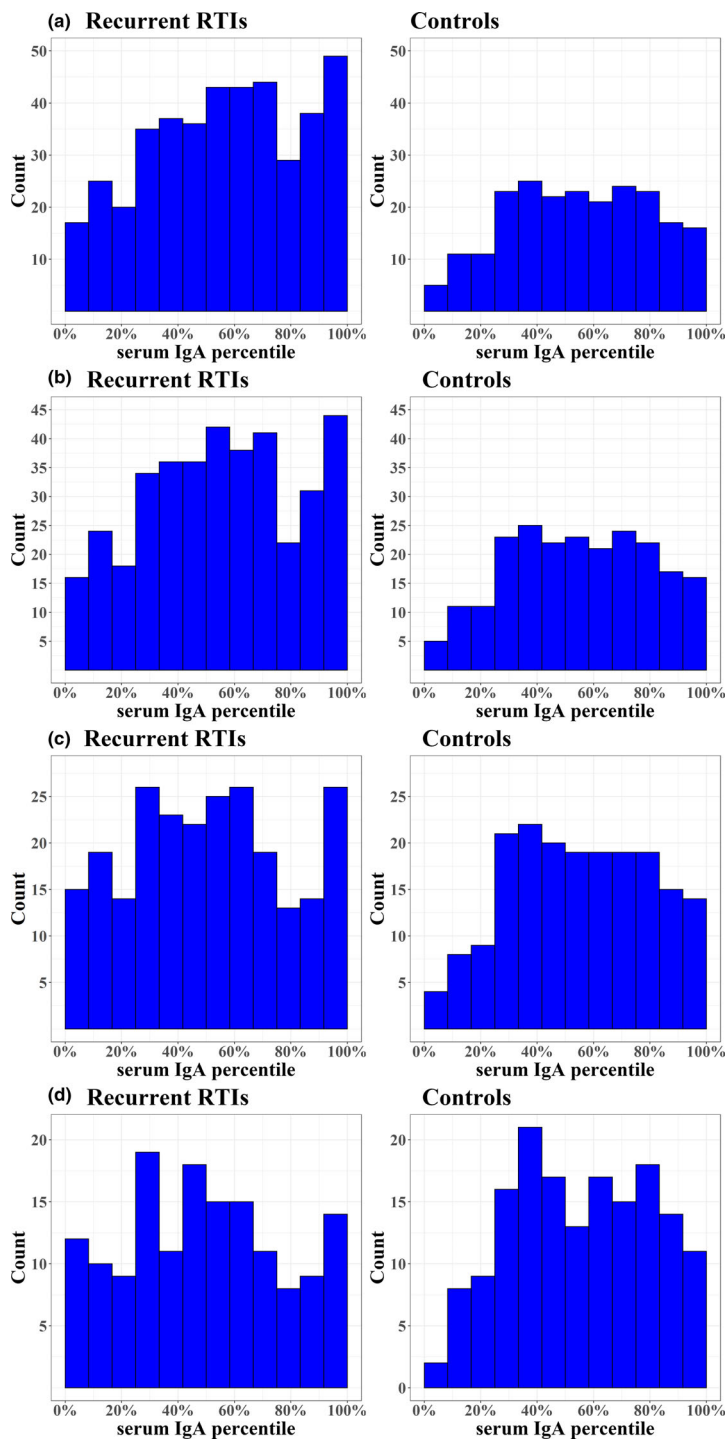 (a) Recurrent RTIs Controls
50 50
40 40
30 30
20 20
10 10
Count Count
0% 20% 40% 60% 80% 100% 0% 20% 40% 60% 80% 100%
serum IgA percentile serum IgA percentile
(b) Recurrent RTIs Controls
45 45
40 40
35 35
30 30
25 25
20 20
15 15
10 10
5 5
Count Count
0% 20% 40% 60% 80% 100% 0% 20% 40% 60% 80% 100%
serum IgA percentile serum IgA percentile
(c) Recurrent RTIs Controls
25 25
20 20
15 15
10 10
5 5
Count Count
0% 20% 40% 60% 80% 100% 0% 20% 40% 60% 80% 100%
serum IgA percentile serum IgA percentile
(d) Recurrent RTIs Controls
20 20
15 15
10 10
5 5
0
Count Count
0% 20% 40% 60% 80% 100% 0% 20% 40% 60% 80% 100%
serum IgA percentile serum IgA percentile